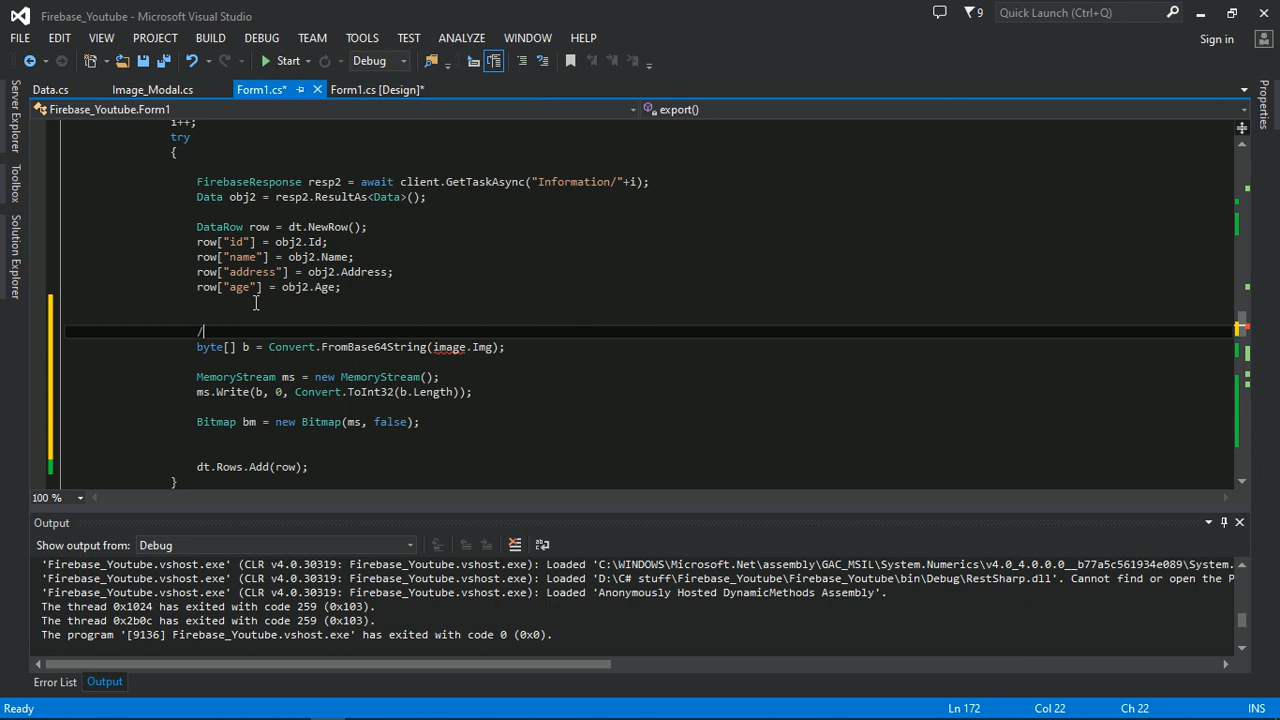 Firebase_Youtube - Microsoft Visual Studio
9
Quick Launch (Ctrl+Q)
FILE EDIT VIEW PROJECT BUILD DEBUG TEAM TOOLS TEST ANALYZE WINDOW HELP
Sign in
Start
Debug
Data.cs
Image_Modal.cs
Form1.cs*
Form1.cs [Design]*
Firebase_Youtube.Form1
export()
Server Explorer
Toolbox
Solution Explorer
Properties
i++;
try
{
FirebaseResponse resp2 = await client.GetTaskAsync("Information/"+i);
Data obj2 = resp2.ResultAs<Data>();
DataRow row = dt.NewRow();
row["id"] = obj2.Id;
row["name"] = obj2.Name;
row["address"] = obj2.Address;
row["age"] = obj2.Age;
/
byte[] b = Convert.FromBase64String(image.Img);
MemoryStream ms = new MemoryStream();
ms.Write(b, 0, Convert.ToInt32(b.Length));
Bitmap bm = new Bitmap(ms, false);
dt.Rows.Add(row);
}
100 %
Output
Show output from: Debug
'Firebase_Youtube.vshost.exe' (CLR v4.0.30319: Firebase_Youtube.vshost.exe): Loaded 'C:\WINDOWS\Microsoft.Net\assembly\GAC_MSIL\System.Numerics\v4.0_4.0.0.0__b77a5c561934e089\System.
'Firebase_Youtube.vshost.exe' (CLR v4.0.30319: Firebase_Youtube.vshost.exe): Loaded 'D:\C# stuff\Firebase_Youtube\Firebase_Youtube\bin\Debug\RestSharp.dll'. Cannot find or open the P
'Firebase_Youtube.vshost.exe' (CLR v4.0.30319: Firebase_Youtube.vshost.exe): Loaded 'Anonymously Hosted DynamicMethods Assembly'.
The thread 0x1024 has exited with code 259 (0x103).
The thread 0x2b0c has exited with code 259 (0x103).
The program '[9136] Firebase_Youtube.vshost.exe' has exited with code 0 (0x0).
Error List
Output
Ready
Ln 172
Col 22
Ch 22
INS